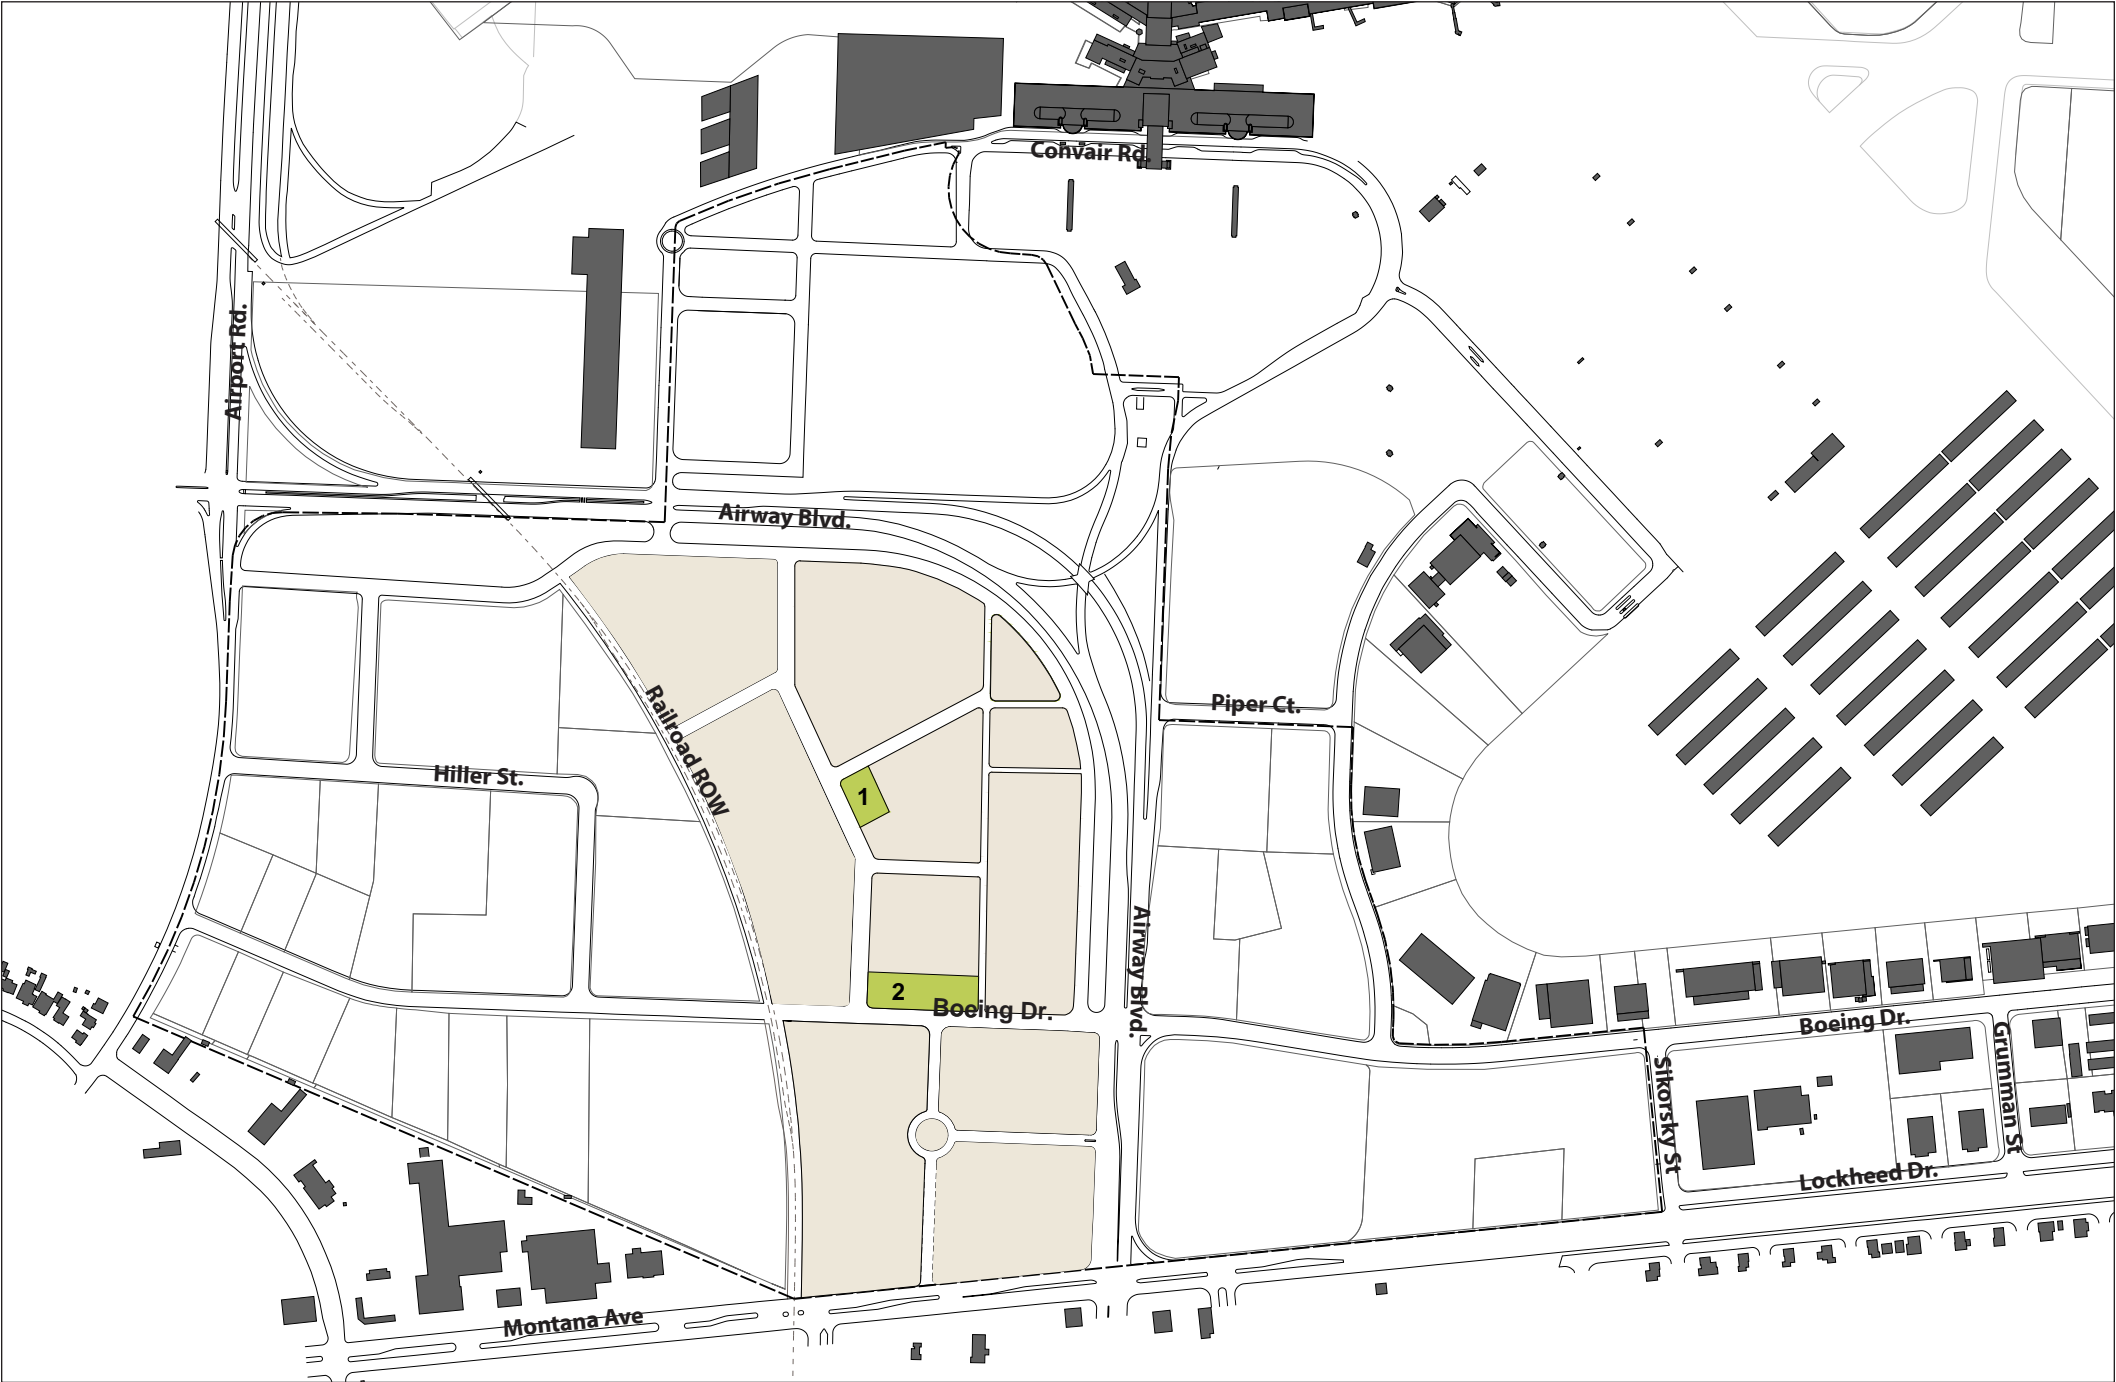 Convair Rd.
Airport Rd.
Airway Blvd.
Railroad ROW
Piper Ct.
Hiller St.
1
2
Boeing Dr.
Airway Blvd.
Boeing Dr.
Sikorsky St
Grumman St
Lockheed Dr.
Montana Ave